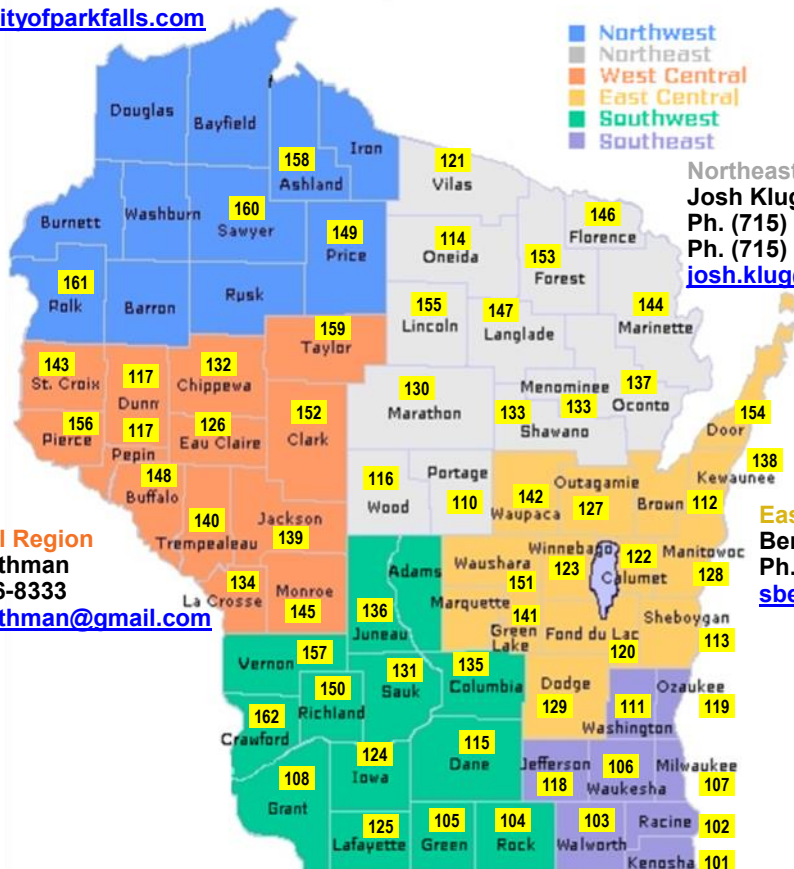 ityofparkfalls.com
Northwest
Northeast
West Central
East Central
Southwest
Southeast
Douglas
Bayfield
Iron
158
Ashland
121
Vilas
Northeast
Josh Klug
Ph. (715)
Ph. (715)
josh.klug
Burnett
Washburn
160
Sawyer
149
Price
114
Oneida
146
Florence
153
Forest
161
Polk
Barron
Rusk
155
Lincoln
147
Langlade
144
Marinette
159
Taylor
143
St. Croix
117
Dunn
132
Chippewa
130
Marathon
Menominee
133
133
Shawano
137
Oconto
156
Pierce
117
Pepin
126
Eau Claire
152
Clark
154
Door
138
Kewaunee
148
Buffalo
116
Wood
Portage
110
142
Waupaca
Outagamie
127
Brown
112
l Region
thman
6-8333
thman@gmail.com
140
Trempealeau
Jackson
139
Eas
Ber
Ph.
sbe
Adams
Waushara
151
Winnebago
123
122
Calumet
Manitowoc
128
134
La Crosse
Monroe
145
136
Juneau
Marquette
141
Green
Lake
Fond du Lac
120
Sheboygan
113
Vernon
157
131
Sauk
135
Columbia
Dodge
129
111
Washington
Ozaukee
119
150
Richland
162
Crawford
124
Iowa
115
Dane
Jefferson
118
106
Waukesha
Milwaukee
107
108
Grant
125
Lafayette
105
Green
104
Rock
103
Walworth
Racine
102
Kenosha
101